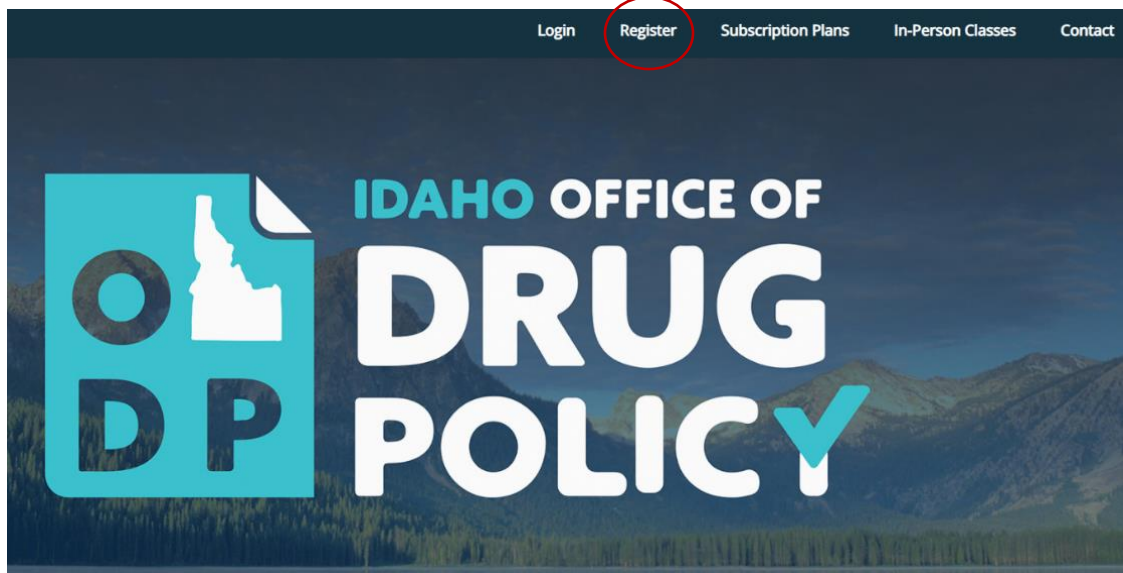 Login Register Subscription Plans In-Person Classes Contact
IDAHO OFFICE OF
DRUG
POLICY
O
D P